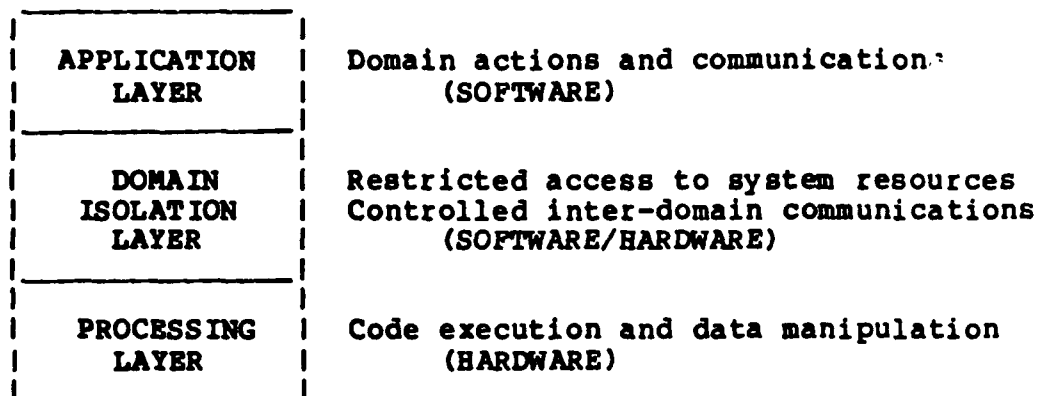 APPLICATION Domain actions and communication
LAYER (SOFTWARE)
DOMAIN Restricted access to system resources
ISOLATION Controlled inter-domain communications
LAYER (SOFTWARE/HARDWARE)
PROCESSING Code execution and data manipulation
LAYER (HARDWARE)